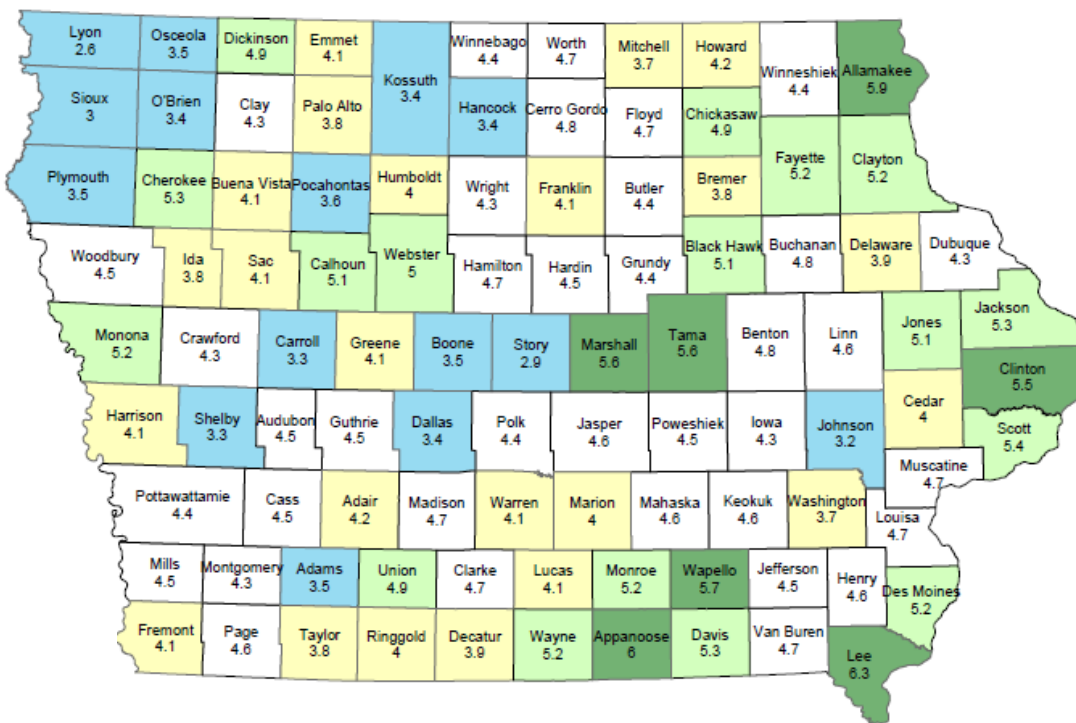 Lyon
2.6
Osceola
3.5
Dickinson
4.9
Emmet
4.1
Kossuth
3.4
Winnebago
4.4
Worth
4.7
Mitchell
3.7
Howard
4.2
Winneshiek
4.4
Allamakee
5.9
Sioux
3
O'Brien
3.4
Clay
4.3
Palo Alto
3.8
Hancock
3.4
Cerro Gordo
4.8
Floyd
4.7
Chickasaw
4.9
Plymouth
3.5
Cherokee
5.3
Buena Vista
4.1
Pocahontas
3.6
Humboldt
4
Wright
4.3
Franklin
4.1
Butler
4.4
Bremer
3.8
Fayette
5.2
Clayton
5.2
Woodbury
4.5
Ida
3.8
Sac
4.1
Calhoun
5.1
Webster
5
Hamilton
4.7
Hardin
4.5
Grundy
4.4
Black Hawk
5.1
Buchanan
4.8
Delaware
3.9
Dubuque
4.3
Monona
5.2
Crawford
4.3
Carroll
3.3
Greene
4.1
Boone
3.5
Story
2.9
Marshall
5.6
Tama
5.6
Benton
4.8
Linn
4.6
Jones
5.1
Jackson
5.3
Clinton
5.5
Harrison
4.1
Shelby
3.3
Audubon
4.5
Guthrie
4.5
Dallas
3.4
Polk
4.4
Jasper
4.6
Poweshiek
4.5
Iowa
4.3
Johnson
3.2
Cedar
4
Scott
5.4
Muscatine
4.7
Pottawattamie
4.4
Cass
4.5
Adair
4.2
Madison
4.7
Warren
4.1
Marion
4
Mahaska
4.6
Keokuk
4.6
Washington
3.7
Louisa
4.7
Mills
4.5
Montgomery
4.3
Adams
3.5
Union
4.9
Clarke
4.7
Lucas
4.1
Monroe
5.2
Wapello
5.7
Jefferson
4.5
Henry
4.6
Des Moines
5.2
Fremont
4.1
Page
4.6
Taylor
3.8
Ringgold
4
Decatur
3.9
Wayne
5.2
Appanoose
6
Davis
5.3
Van Buren
4.7
Lee
6.3